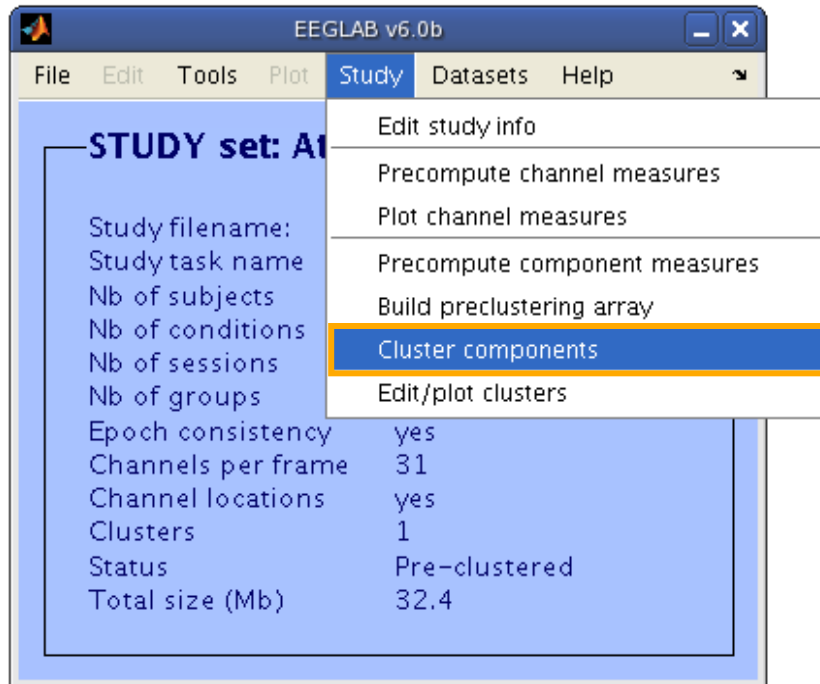 EEGLAB v6.0b
File Edit Tools Plot Study Datasets Help
STUDY set: At
Edit study info
Precompute channel measures
Plot channel measures
Precompute component measures
Build preclustering array
Cluster components
Edit/plot clusters
Study filename:
Study task name
Nb of subjects
Nb of conditions
Nb of sessions
Nb of groups
Epoch consistency yes
Channels per frame 31
Channel locations yes
Clusters 1
Status Pre-clustered
Total size (Mb) 32.4